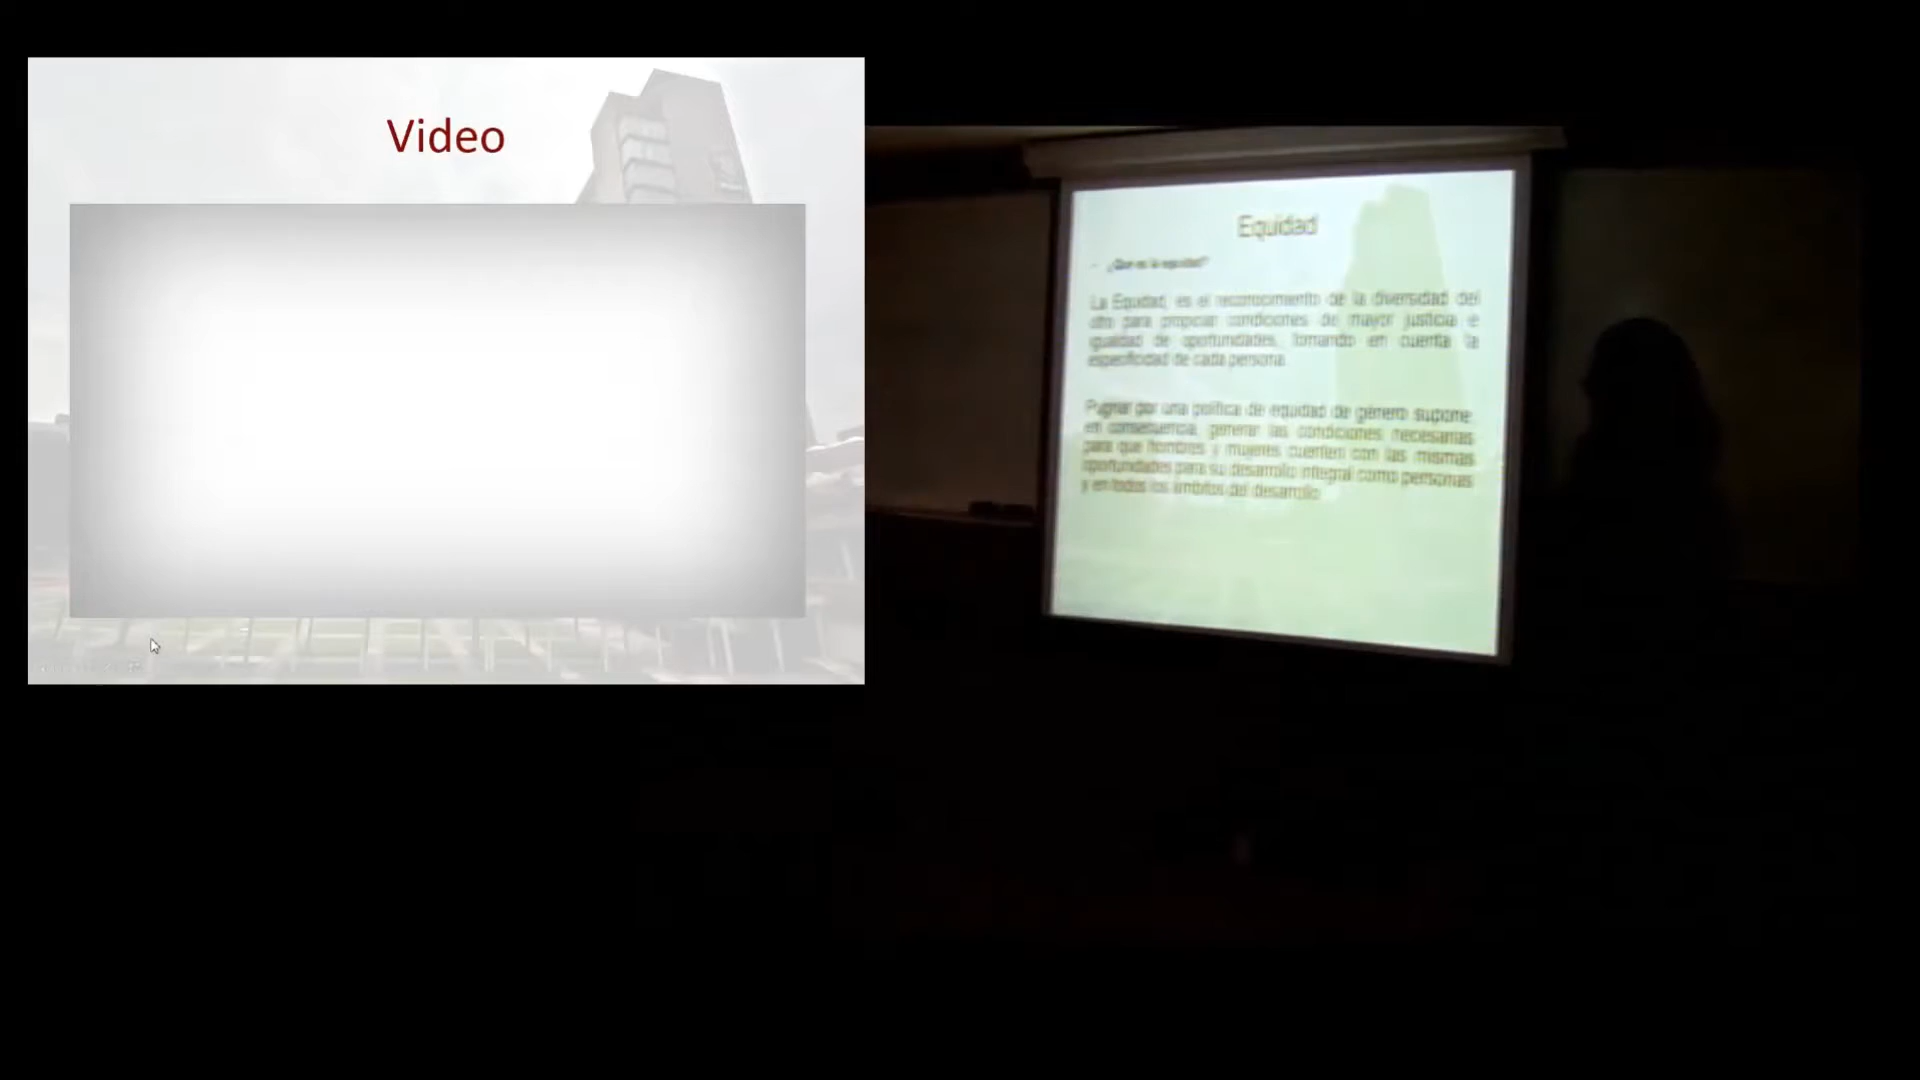 Video
Equidad
- ¿Que es la equidad?
La Equidad, es el reconocimiento de la diversidad del
otro para propiciar condiciones de mayor justicia e
igualdad de oportunidades, tomando en cuenta la
especificidad de cada persona.
Pugnar por una política de equidad de género supone,
en consecuencia, generar las condiciones necesarias
para que hombres y mujeres cuenten con las mismas
oportunidades para su desarrollo integral como personas
y en todos los ámbitos del desarrollo.